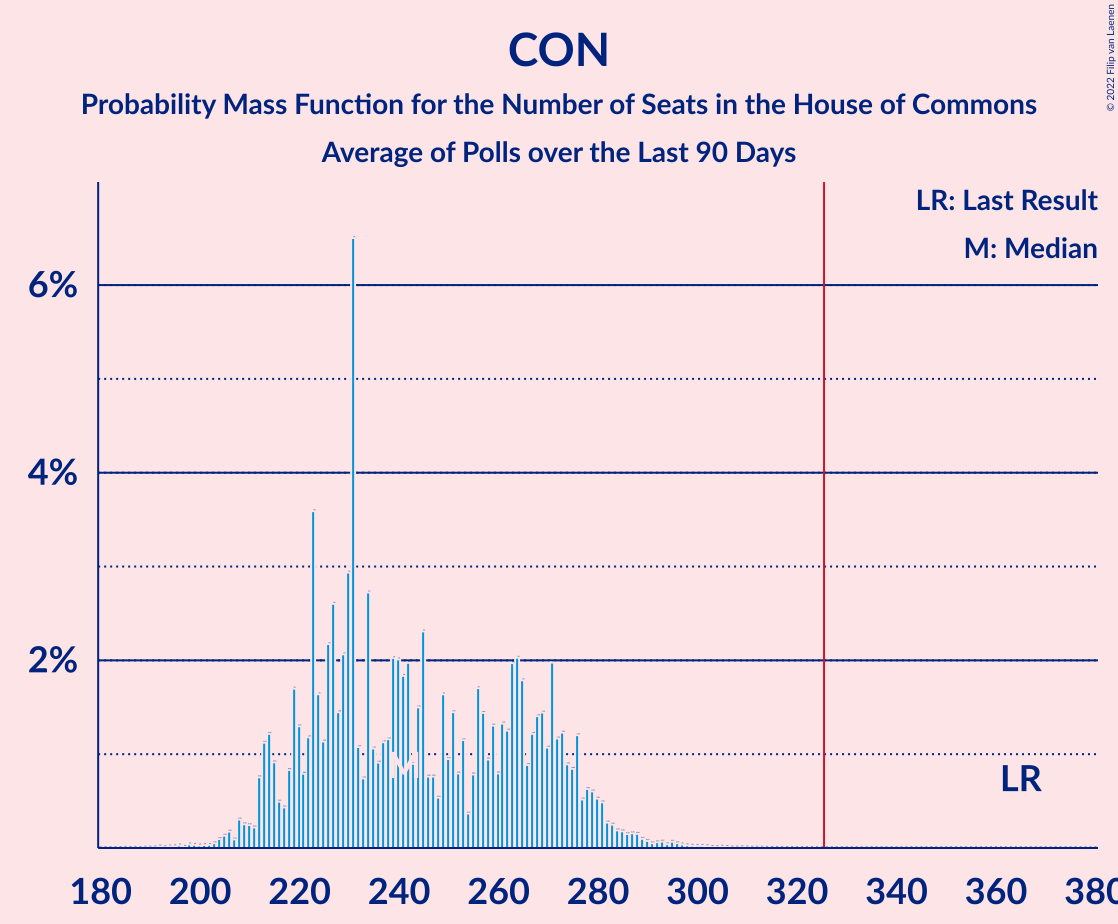 CON
Probability Mass Function for the Number of Seats in the House of Commons
Average of Polls over the Last 90 Days
© 2022 Filip van Laenen
LR: Last Result
M: Median
6%
4%
2%
M
LR
180 200 220 240 260 280 300 320 340 360 380